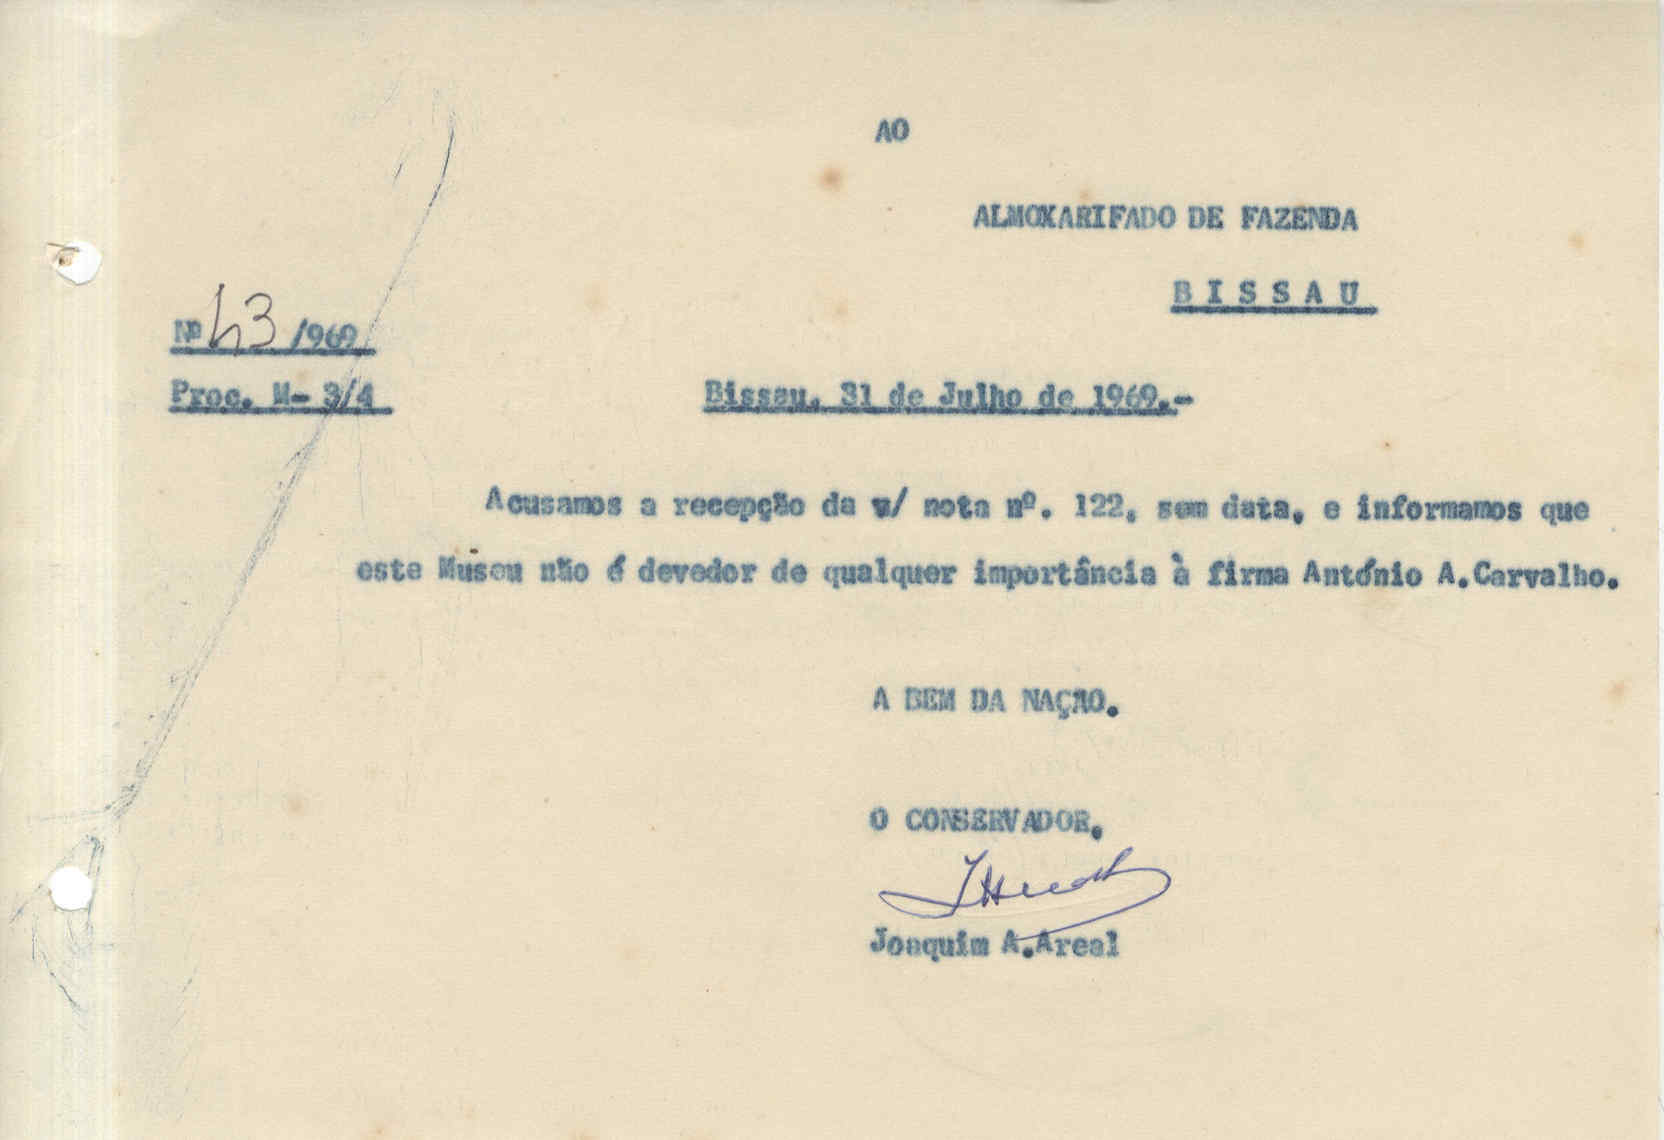 AO
ALMOXARIFADO DE FAZENDA
BISSAU
Nº 43 /969
Proc. M- 3/4
Bissau, 31 de Julho de 1969.-
Acusamos a recepção da v/ nota nº. 122, sem data, e informamos que
este Museu não é devedor de qualquer importância à firma António A.Carvalho.
A BEM DA NAÇÃO.
O CONSERVADOR,
Joaquim A.Areal